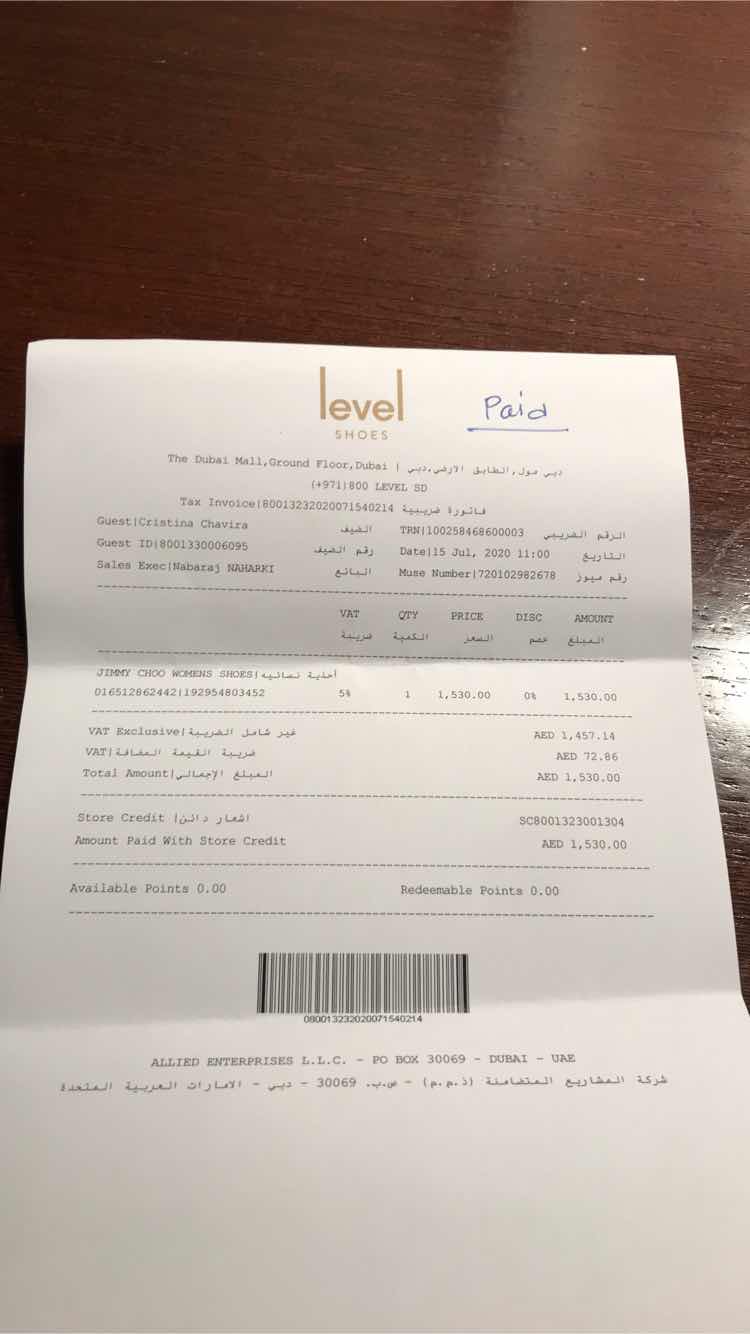 level
SHOES
Paid
The Dubai Mall,Ground Floor,Dubai | دبي مول,الطابق الارضي,دبي
(+971)800 LEVEL SD
Tax Invoice|80013232020071540214 فاتورة ضريبية
Guest|Cristina Chavira الضيف TRN|100258468600003 الرقم الضريبي
Guest ID|8001330006095 رقم الضيف Date|15 Jul, 2020 11:00 التاريخ
Sales Exec|Nabaraj NAHARKI البائع Muse Number|720102982678 رقم ميوز
VAT QTY PRICE DISC AMOUNT
ضريبة الكمية السعر خصم المبلغ
JIMMY CHOO WOMENS SHOES|أحذية نسائيه
016512862442|192954803452 5% 1 1,530.00 0% 1,530.00
VAT Exclusive|غير شامل الضريبة AED 1,457.14
VAT|ضريبة القيمة المضافة AED 72.86
Total Amount|المبلغ الإجمالي AED 1,530.00
Store Credit |اشعار دائن SC8001323001304
Amount Paid With Store Credit AED 1,530.00
Available Points 0.00 Redeemable Points 0.00
080013232020071540214
ALLIED ENTERPRISES L.L.C. - PO BOX 30069 - DUBAI - UAE
شركة المشاريع المتضامنة (ذ.م.م) - ص.ب. 30069 - دبي - الامارات العربية المتحدة